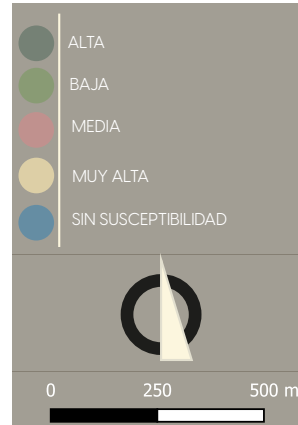 ALTA
BAJA
MEDIA
MUY ALTA
SIN SUSCEPTIBILIDAD
0 250 500 m